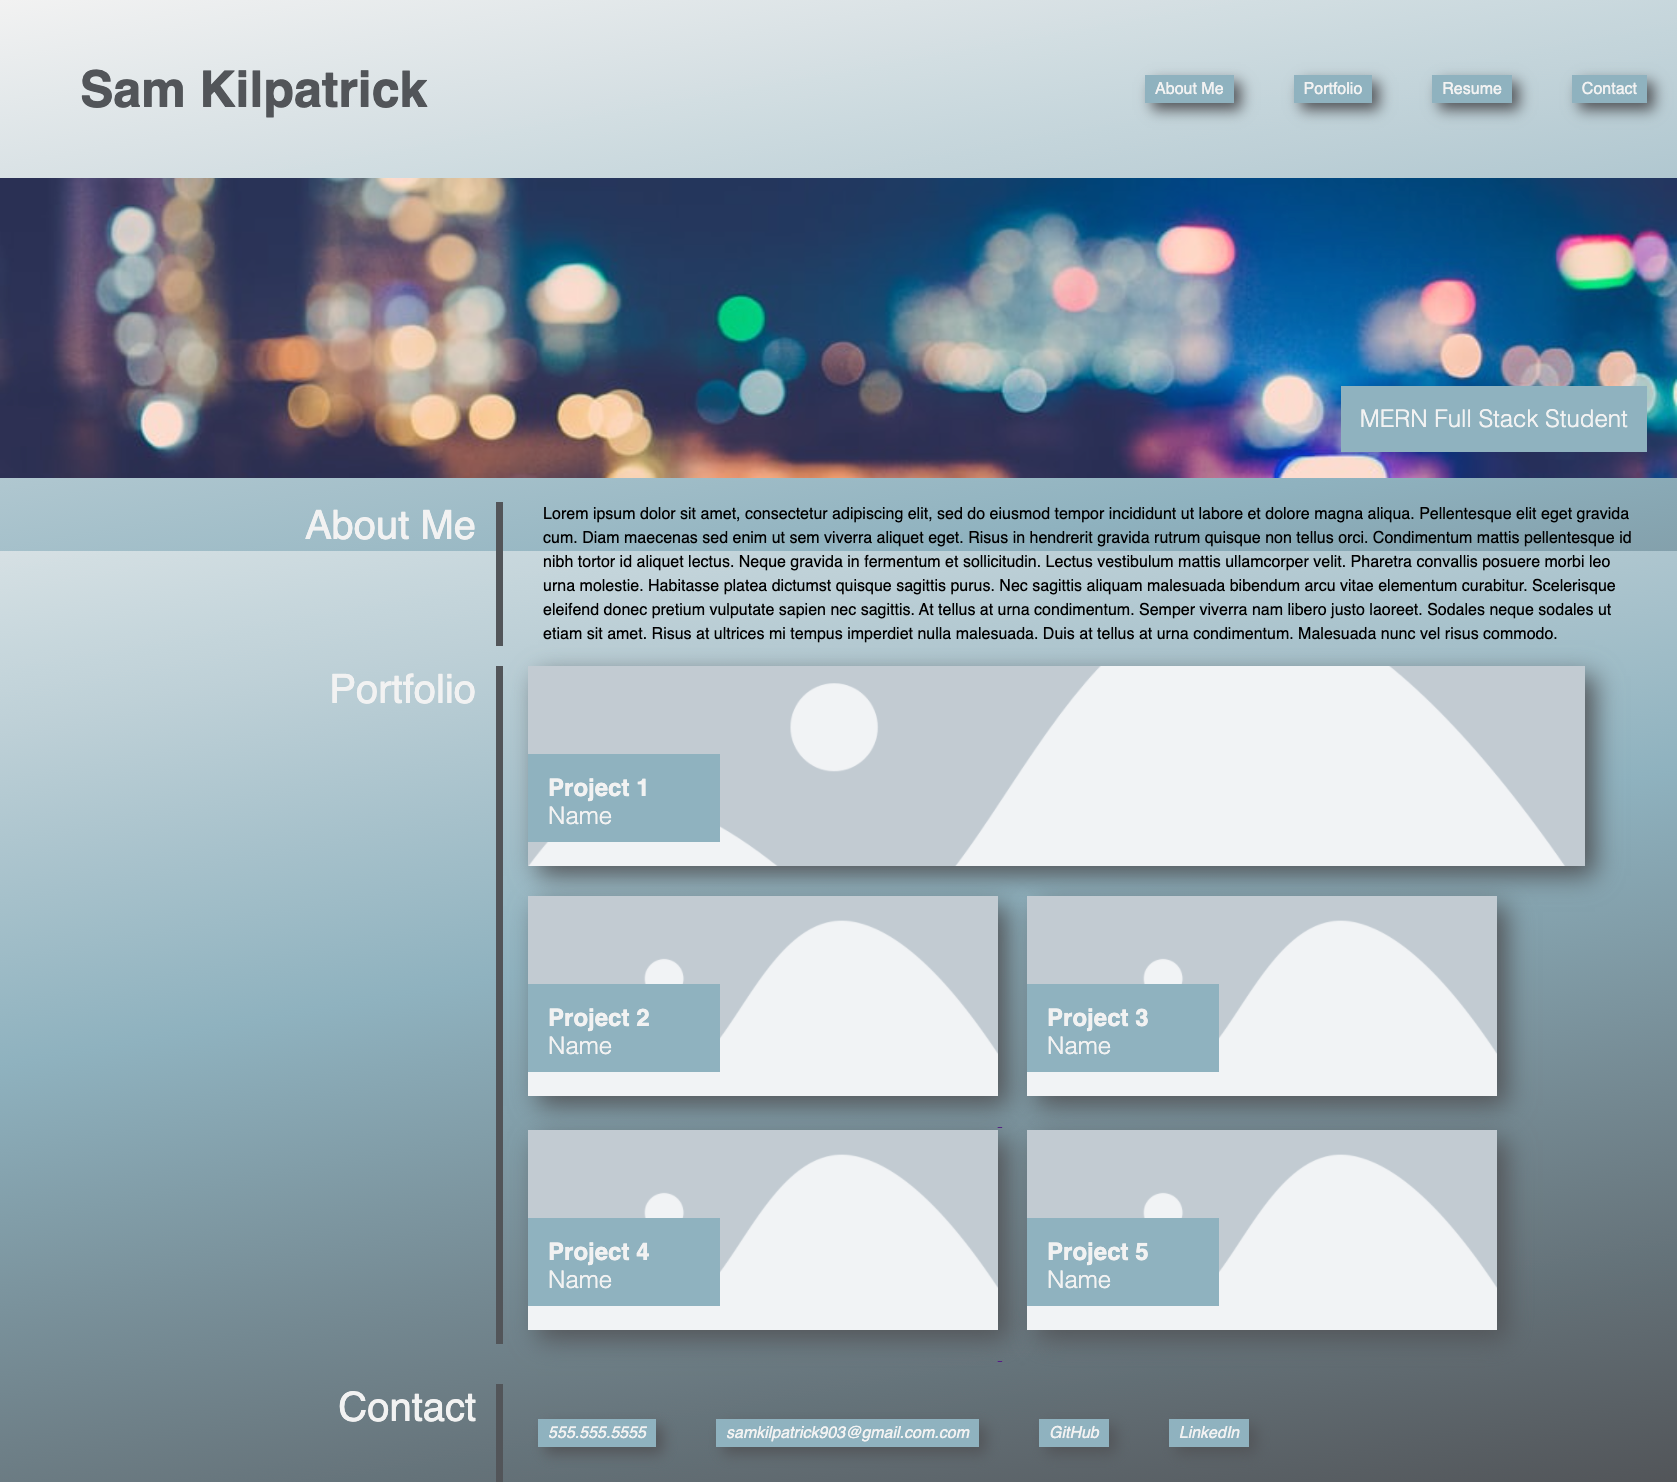 Sam Kilpatrick
About Me
Portfolio
Resume
Contact
MERN Full Stack Student
About Me
Lorem ipsum dolor sit amet, consectetur adipiscing elit, sed do eiusmod tempor incididunt ut labore et dolore magna aliqua. Pellentesque elit eget gravida
cum. Diam maecenas sed enim ut sem viverra aliquet eget. Risus in hendrerit gravida rutrum quisque non tellus orci. Condimentum mattis pellentesque id
nibh tortor id aliquet lectus. Neque gravida in fermentum et sollicitudin. Lectus vestibulum mattis ullamcorper velit. Pharetra convallis posuere morbi leo
urna molestie. Habitasse platea dictumst quisque sagittis purus. Nec sagittis aliquam malesuada bibendum arcu vitae elementum curabitur. Scelerisque
eleifend donec pretium vulputate sapien nec sagittis. At tellus at urna condimentum. Semper viverra nam libero justo laoreet. Sodales neque sodales ut
etiam sit amet. Risus at ultrices mi tempus imperdiet nulla malesuada. Duis at tellus at urna condimentum. Malesuada nunc vel risus commodo.
Portfolio
Project 1
Name
Project 2
Name
Project 3
Name
Project 4
Name
Project 5
Name
Contact
555.555.5555
samkilpatrick903@gmail.com.com
GitHub
LinkedIn